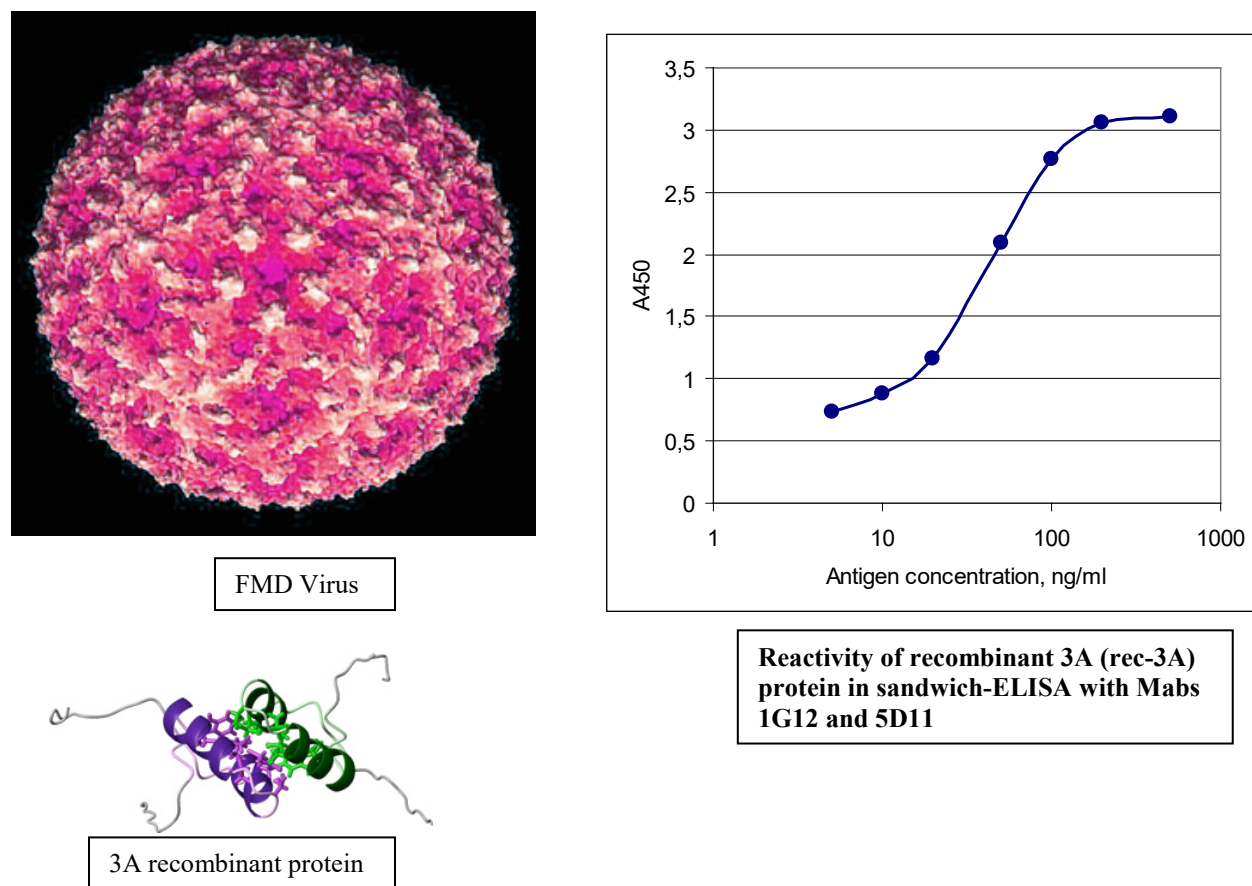 FMD Virus
3A recombinant protein
3,5
3
2,5
2
1,5
1
0,5
0
A450
1
10
100
1000
Antigen concentration, ng/ml
Reactivity of recombinant 3A (rec-3A)
protein in sandwich-ELISA with Mabs
1G12 and 5D11